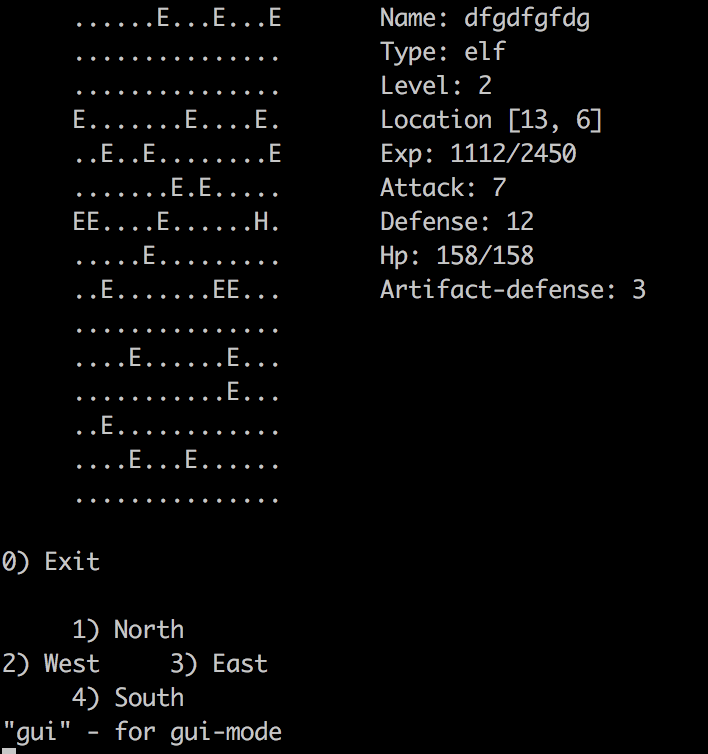 ......E...E...E       Name: dfgdfgfdg
...............       Type: elf
...............       Level: 2
E.......E....E.       Location [13, 6]
..E..E........E       Exp: 1112/2450
.......E.E.....       Attack: 7
EE....E......H.       Defense: 12
.....E.........       Hp: 158/158
..E.......EE...       Artifact-defense: 3
...............
....E......E...
...........E...
..E............
....E...E......
...............
0) Exit
1) North
2) West     3) East
4) South
"gui" - for gui-mode